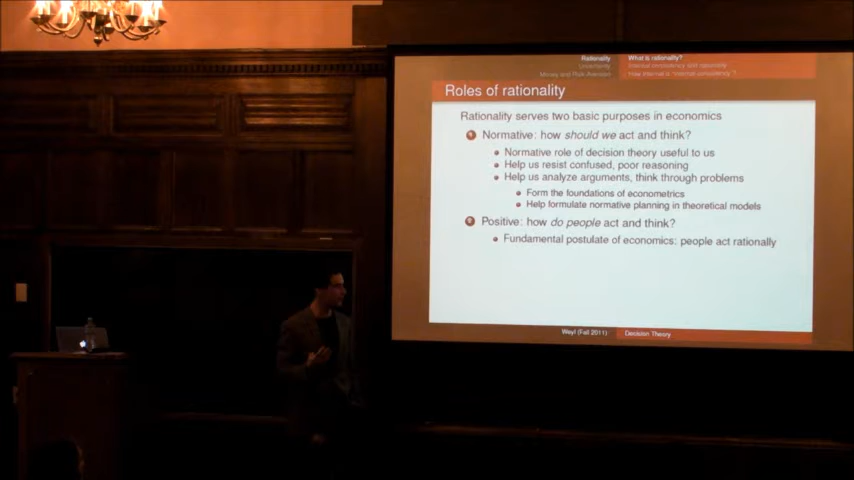 Rationality
Uncertainty
Money and Risk Aversion
What is rationality?
Internal consistency and rationality
How internal is "internal consistency"?
Roles of rationality
Rationality serves two basic purposes in economics
1 Normative: how should we act and think?
Normative role of decision theory useful to us
Help us resist confused, poor reasoning
Help us analyze arguments, think through problems
Form the foundations of econometrics
Help formulate normative planning in theoretical models
2 Positive: how do people act and think?
Fundamental postulate of economics: people act rationally
Weyl (Fall 2011)
Decision Theory